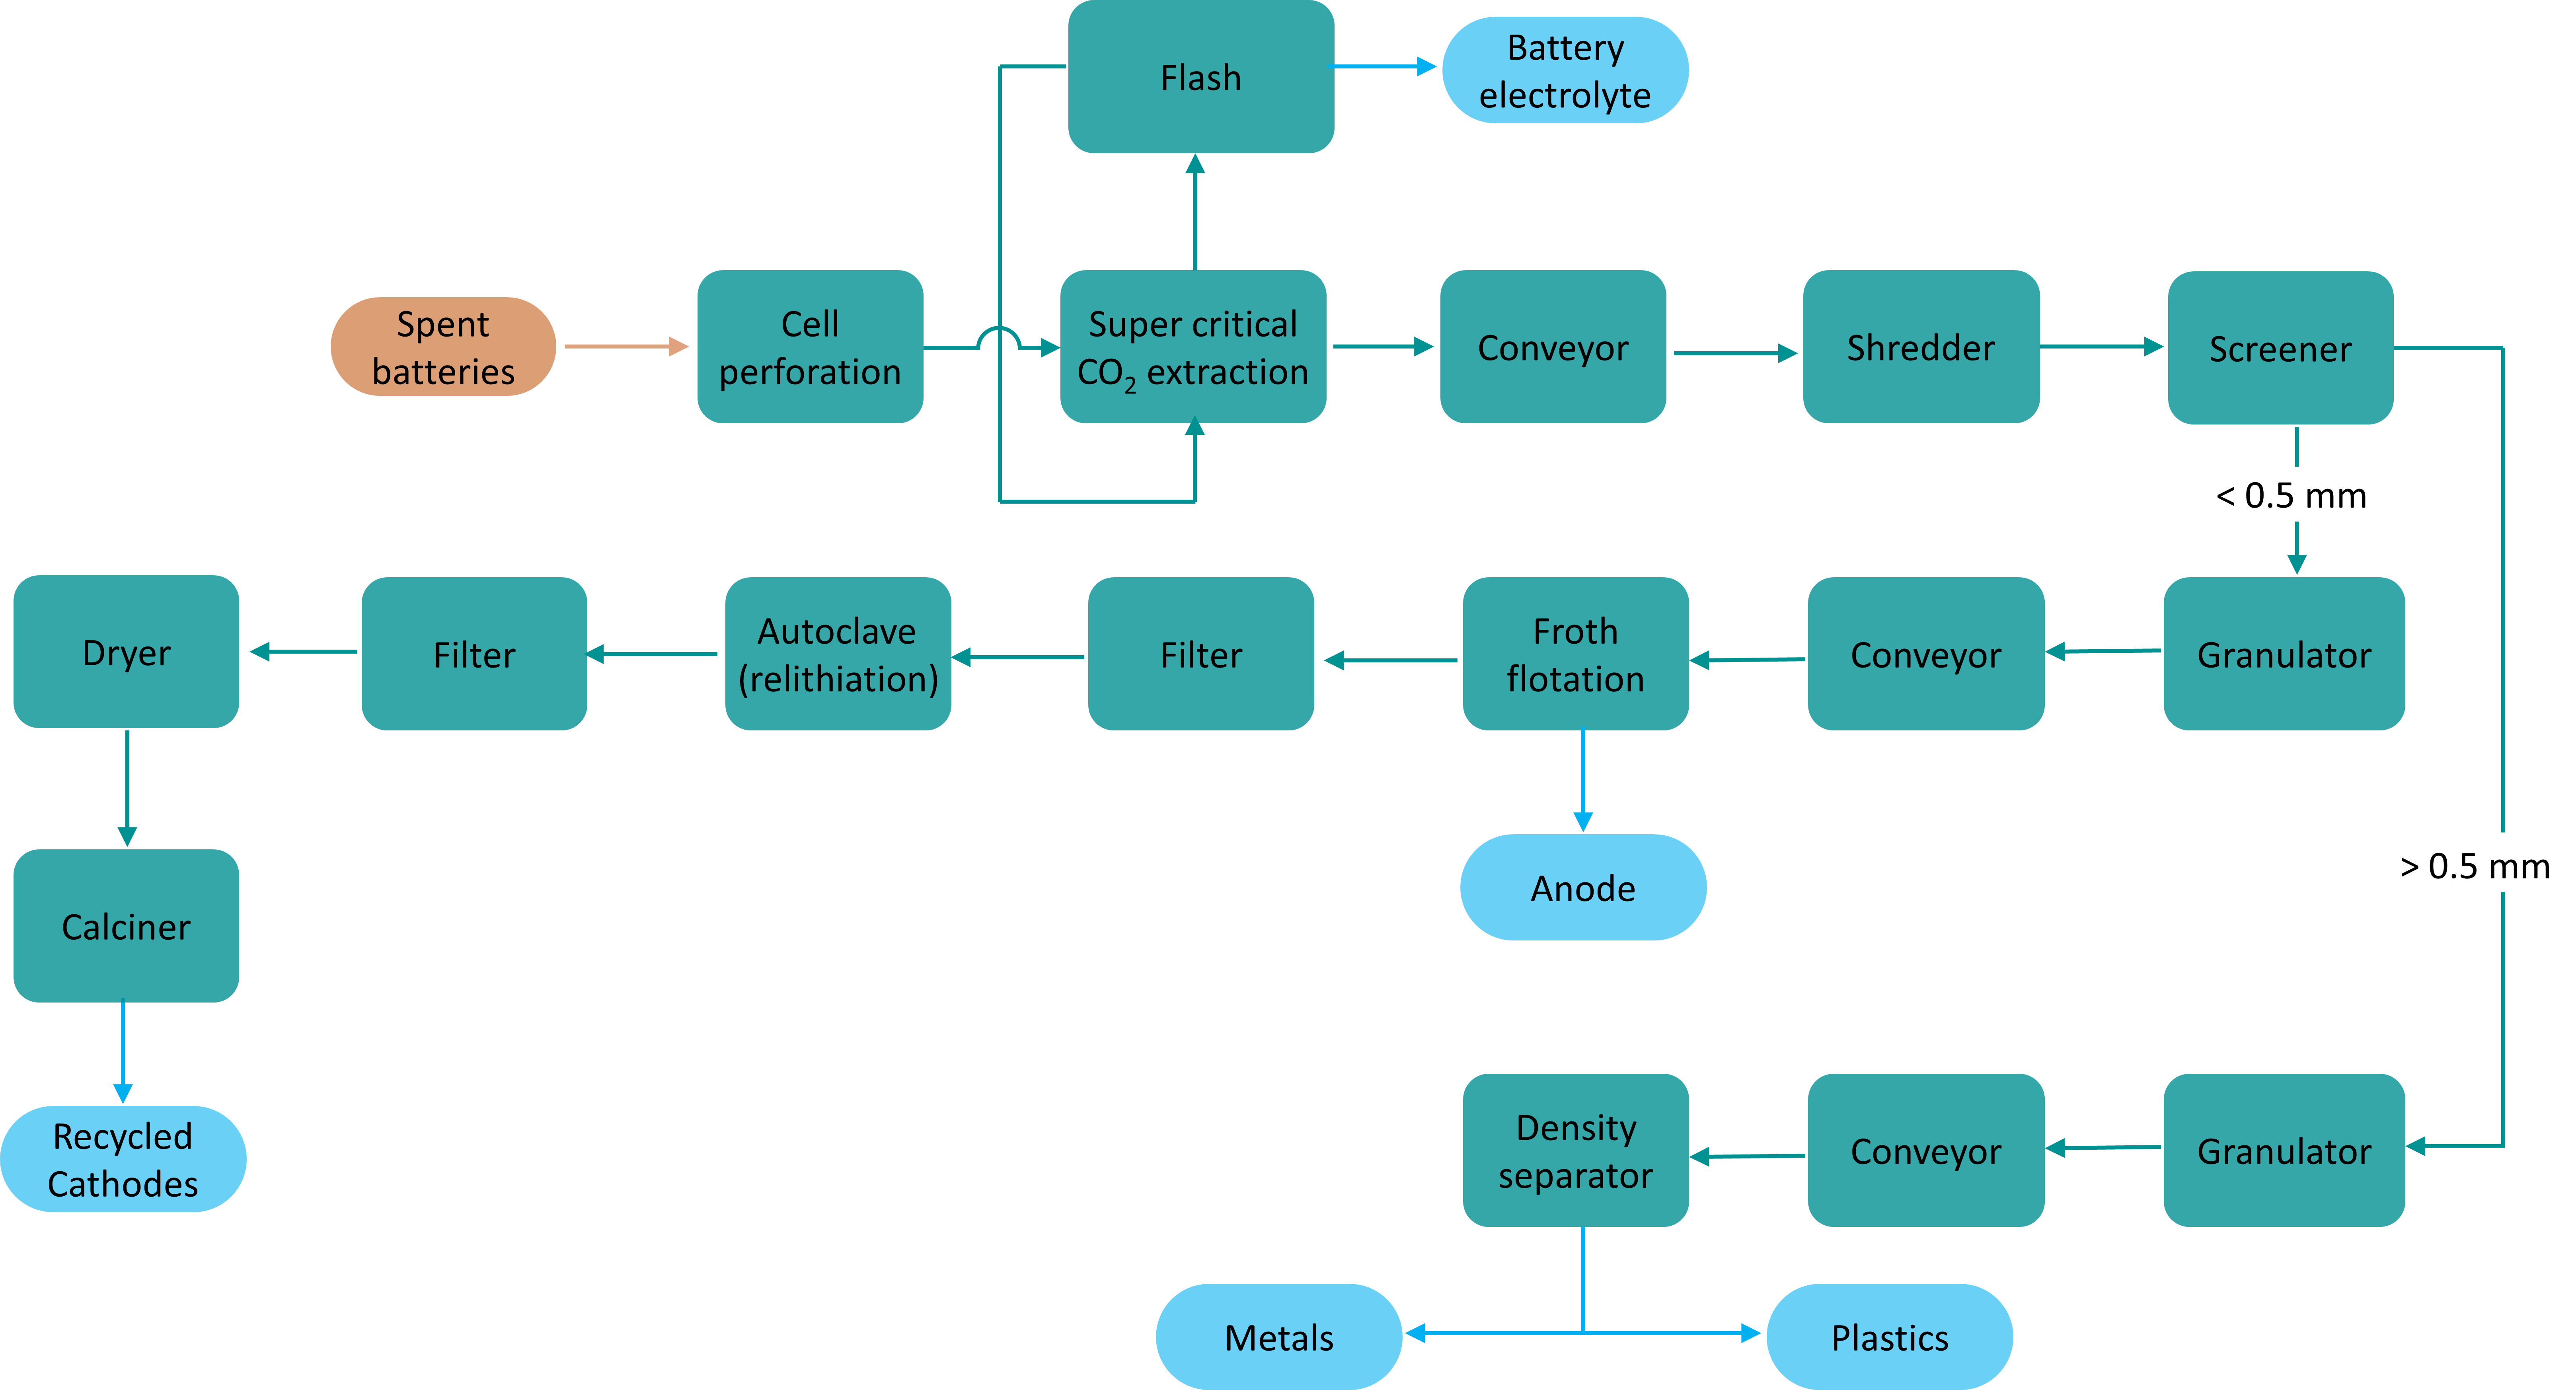 Flash
Battery
electrolyte
Spent
batteries
Cell
perforation
Super critical
CO₂ extraction
Conveyor
Shredder
Screener
< 0.5 mm
Dryer
Filter
Autoclave
(relithiation)
Filter
Froth
flotation
Conveyor
Granulator
> 0.5 mm
Calciner
Anode
Recycled
Cathodes
Density
separator
Conveyor
Granulator
Metals
Plastics